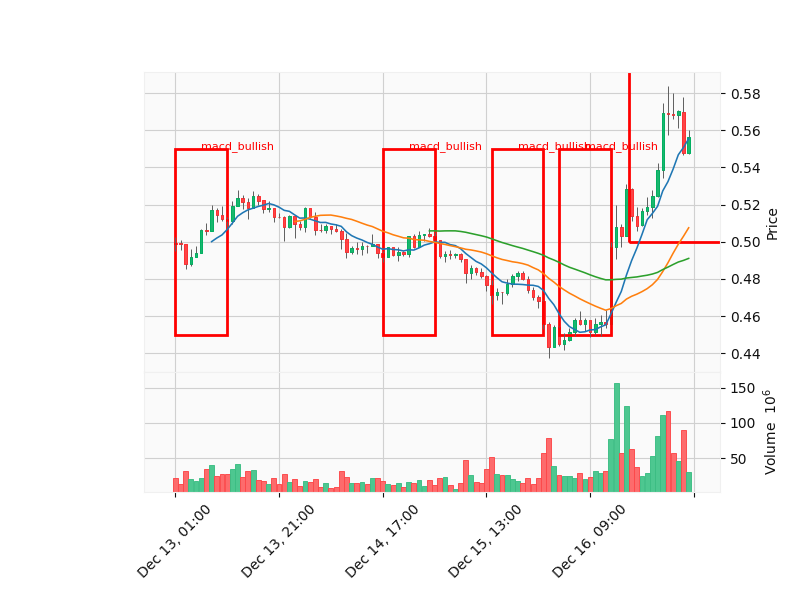 macd_bullish
macd_bullish
macd_bullish
macd_bullish
0.58
0.56
0.54
0.52
0.50
0.48
0.46
0.44
Price
150
100
50
Volume 10^6
Dec 13, 01:00
Dec 13, 21:00
Dec 14, 17:00
Dec 15, 13:00
Dec 16, 09:00